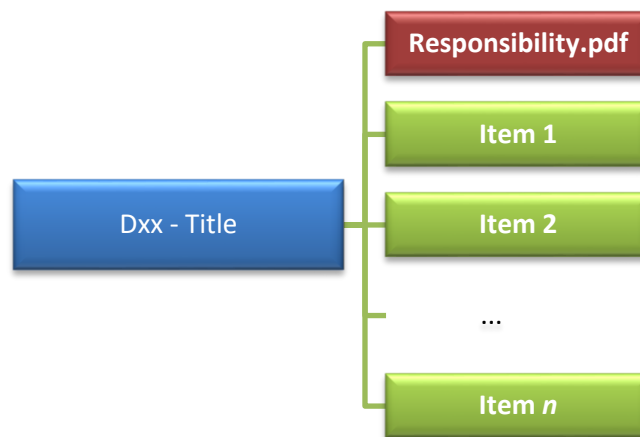 Responsibility.pdf
Item 1
Dxx - Title
Item 2
...
Item n